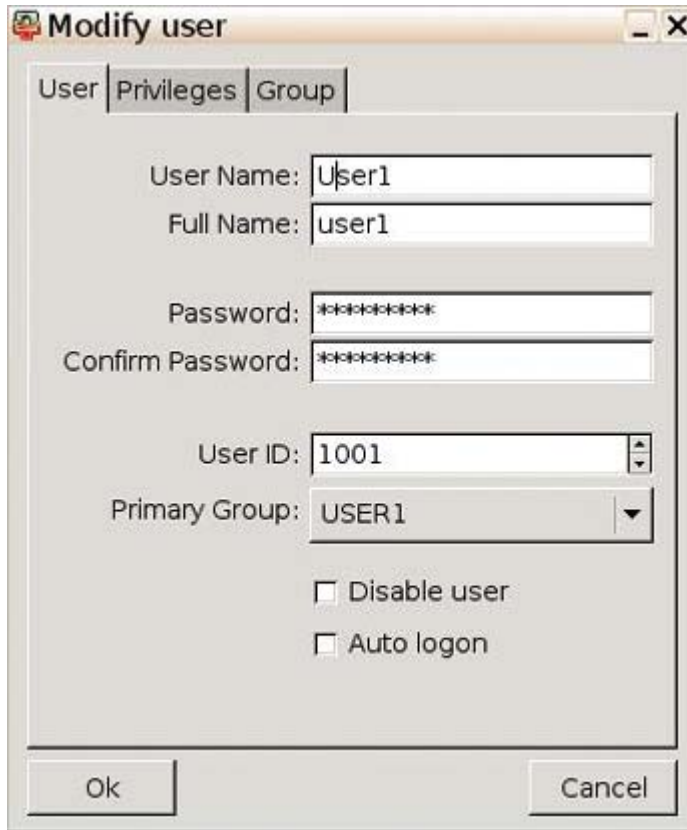 Modify user
User Privileges Group
User Name: User1
Full Name: user1
Password: *********
Confirm Password: *********
User ID: 1001
Primary Group: USER1
Disable user
Auto logon
Ok Cancel